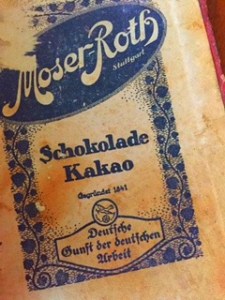 Moser-Roth
Stuttgart
Schokolade
Kakao
Gegründet 1841
Deutsche
Gunst der deutschen
Arbeit